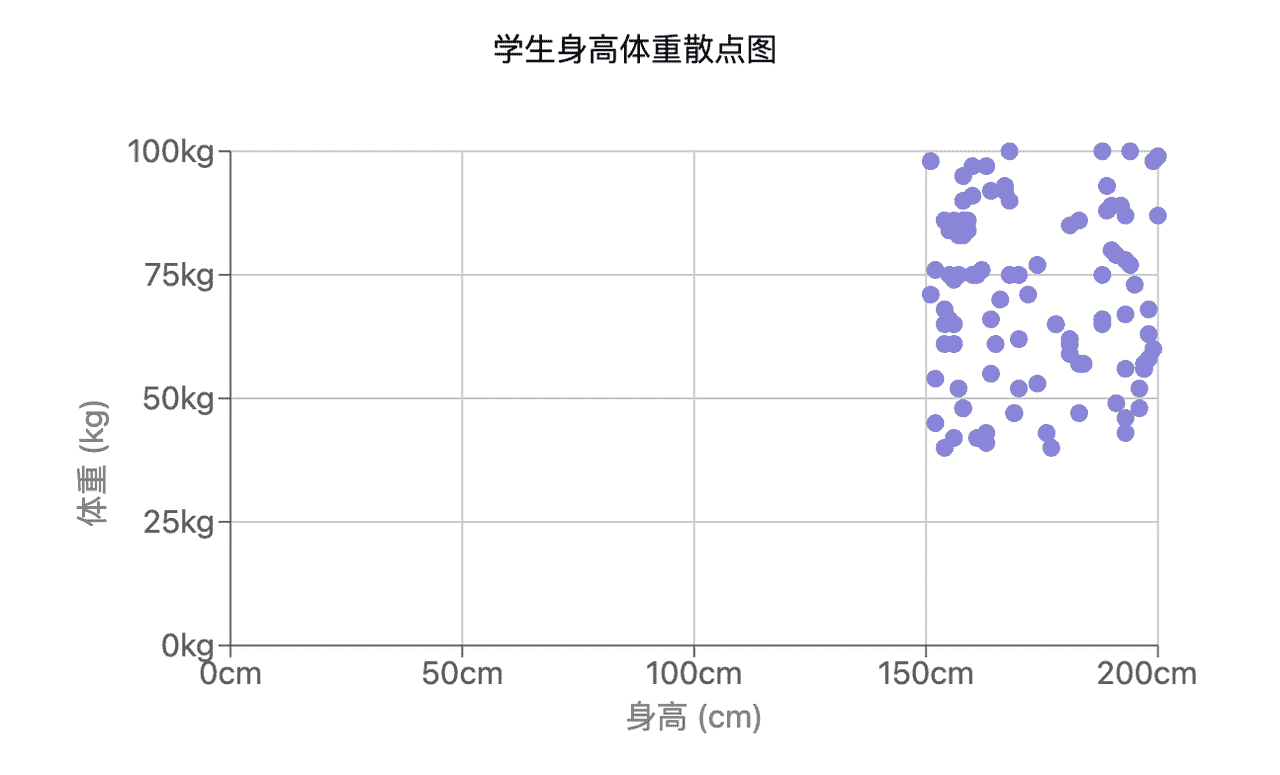 学生身高体重散点图
100kg
75kg
50kg
25kg
0kg
体重 (kg)
0cm
50cm
100cm
150cm
200cm
身高 (cm)